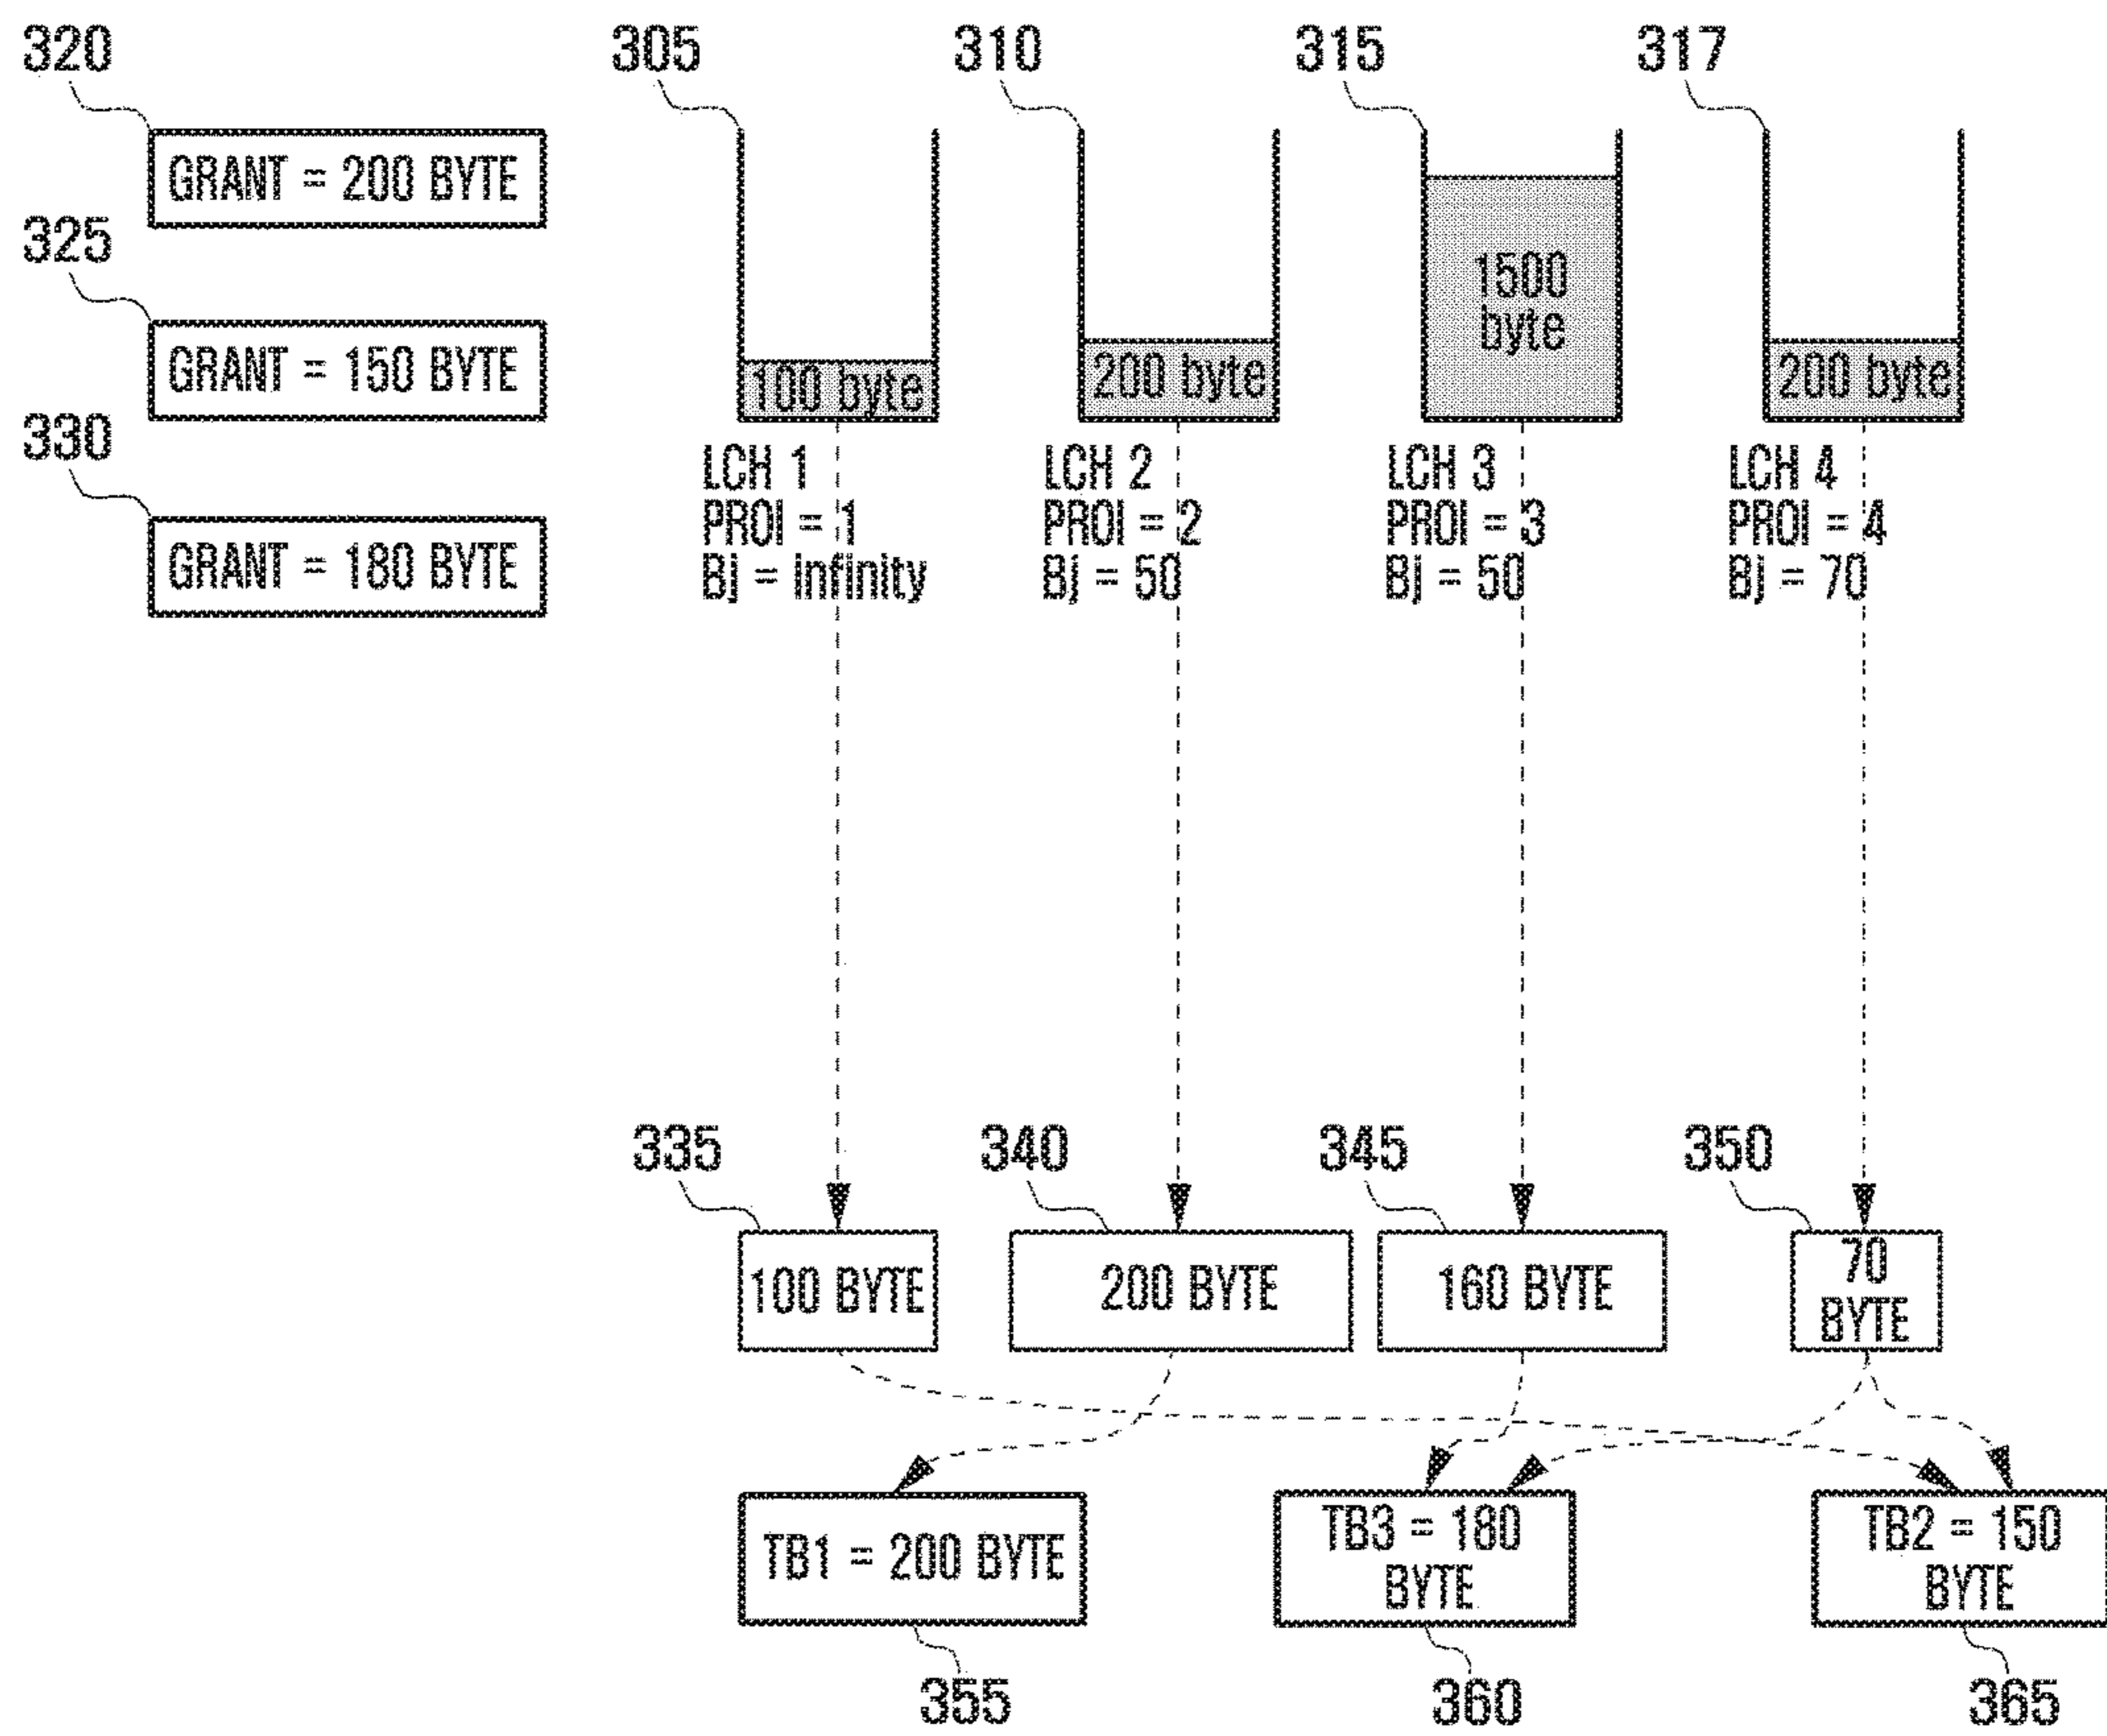 320
305
310
315
317
GRANT = 200 BYTE
325
GRANT = 150 BYTE
330
GRANT = 180 BYTE
100 byte
200 byte
1500
byte
200 byte
LCH 1
PROI = 1
Bj = infinity
LCH 2
PROI = 2
Bj = 50
LCH 3
PROI = 3
Bj = 50
LCH 4
PROI = 4
Bj = 70
335
340
345
350
100 BYTE
200 BYTE
160 BYTE
70
BYTE
TB1 = 200 BYTE
TB3 = 180
BYTE
TB2 = 150
BYTE
355
360
365